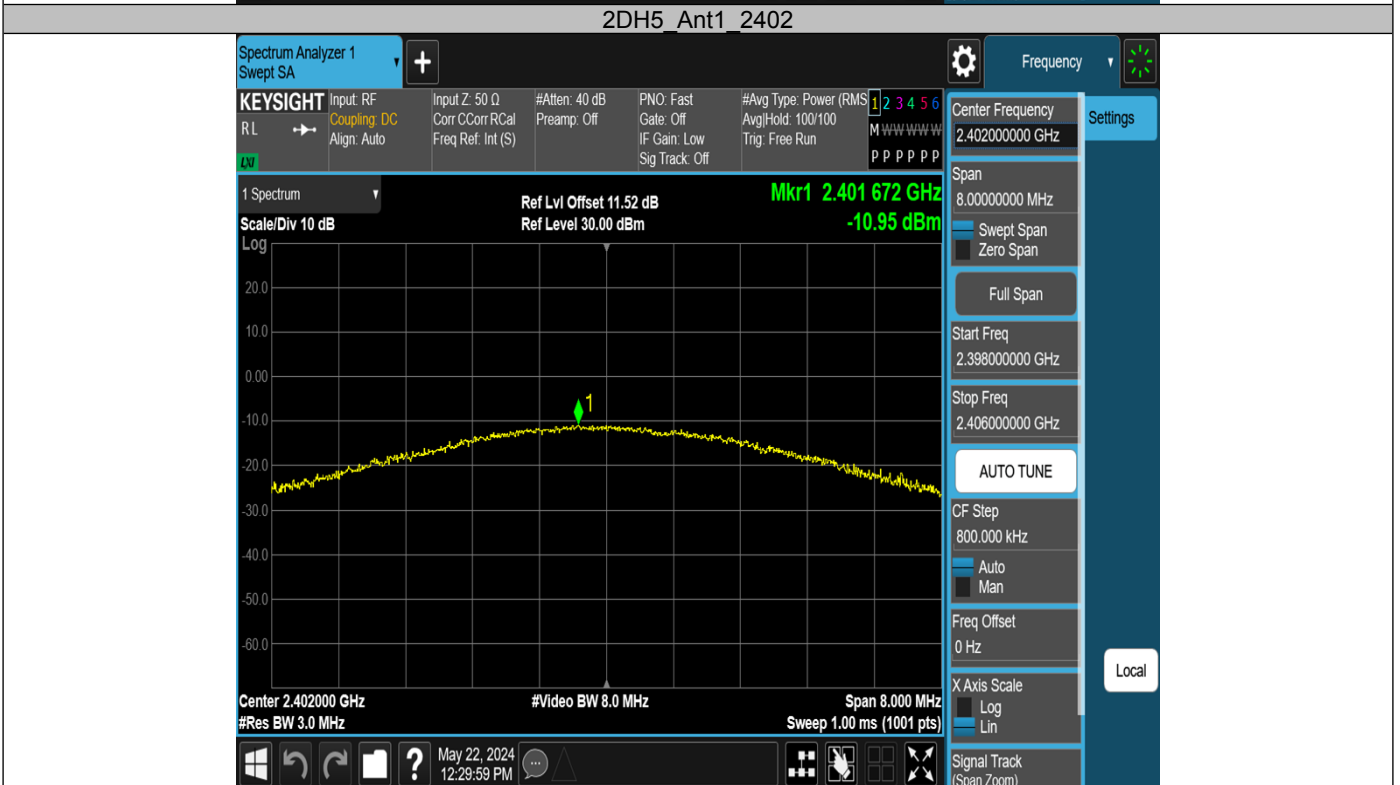 2DH5_Ant1_2402
Spectrum Analyzer 1
Swept SA
Frequency
KEYSIGHT
RL
LXI
Input: RF
Coupling: DC
Align: Auto
Input Z: 50 Ω
Corr CCorr RCal
Freq Ref: Int (S)
#Atten: 40 dB
Preamp: Off
PNO: Fast
Gate: Off
IF Gain: Low
Sig Track: Off
#Avg Type: Power (RMS
Avg|Hold: 100/100
Trig: Free Run
1 2 3 4 5 6
M W W W W W
P P P P P P
1 Spectrum
Scale/Div 10 dB
Ref Lvl Offset 11.52 dB
Ref Level 30.00 dBm
Mkr1 2.401 672 GHz
-10.95 dBm
Log
20.0
10.0
0.00
-10.0
-20.0
-30.0
-40.0
-50.0
-60.0
1
Center 2.402000 GHz
#Res BW 3.0 MHz
#Video BW 8.0 MHz
Span 8.000 MHz
Sweep 1.00 ms (1001 pts)
Center Frequency
2.402000000 GHz
Span
8.00000000 MHz
Swept Span
Zero Span
Full Span
Start Freq
2.398000000 GHz
Stop Freq
2.406000000 GHz
AUTO TUNE
CF Step
800.000 kHz
Auto
Man
Freq Offset
0 Hz
X Axis Scale
Log
Lin
Signal Track
(Span Zoom)
Settings
Local
?
May 22, 2024
12:29:59 PM